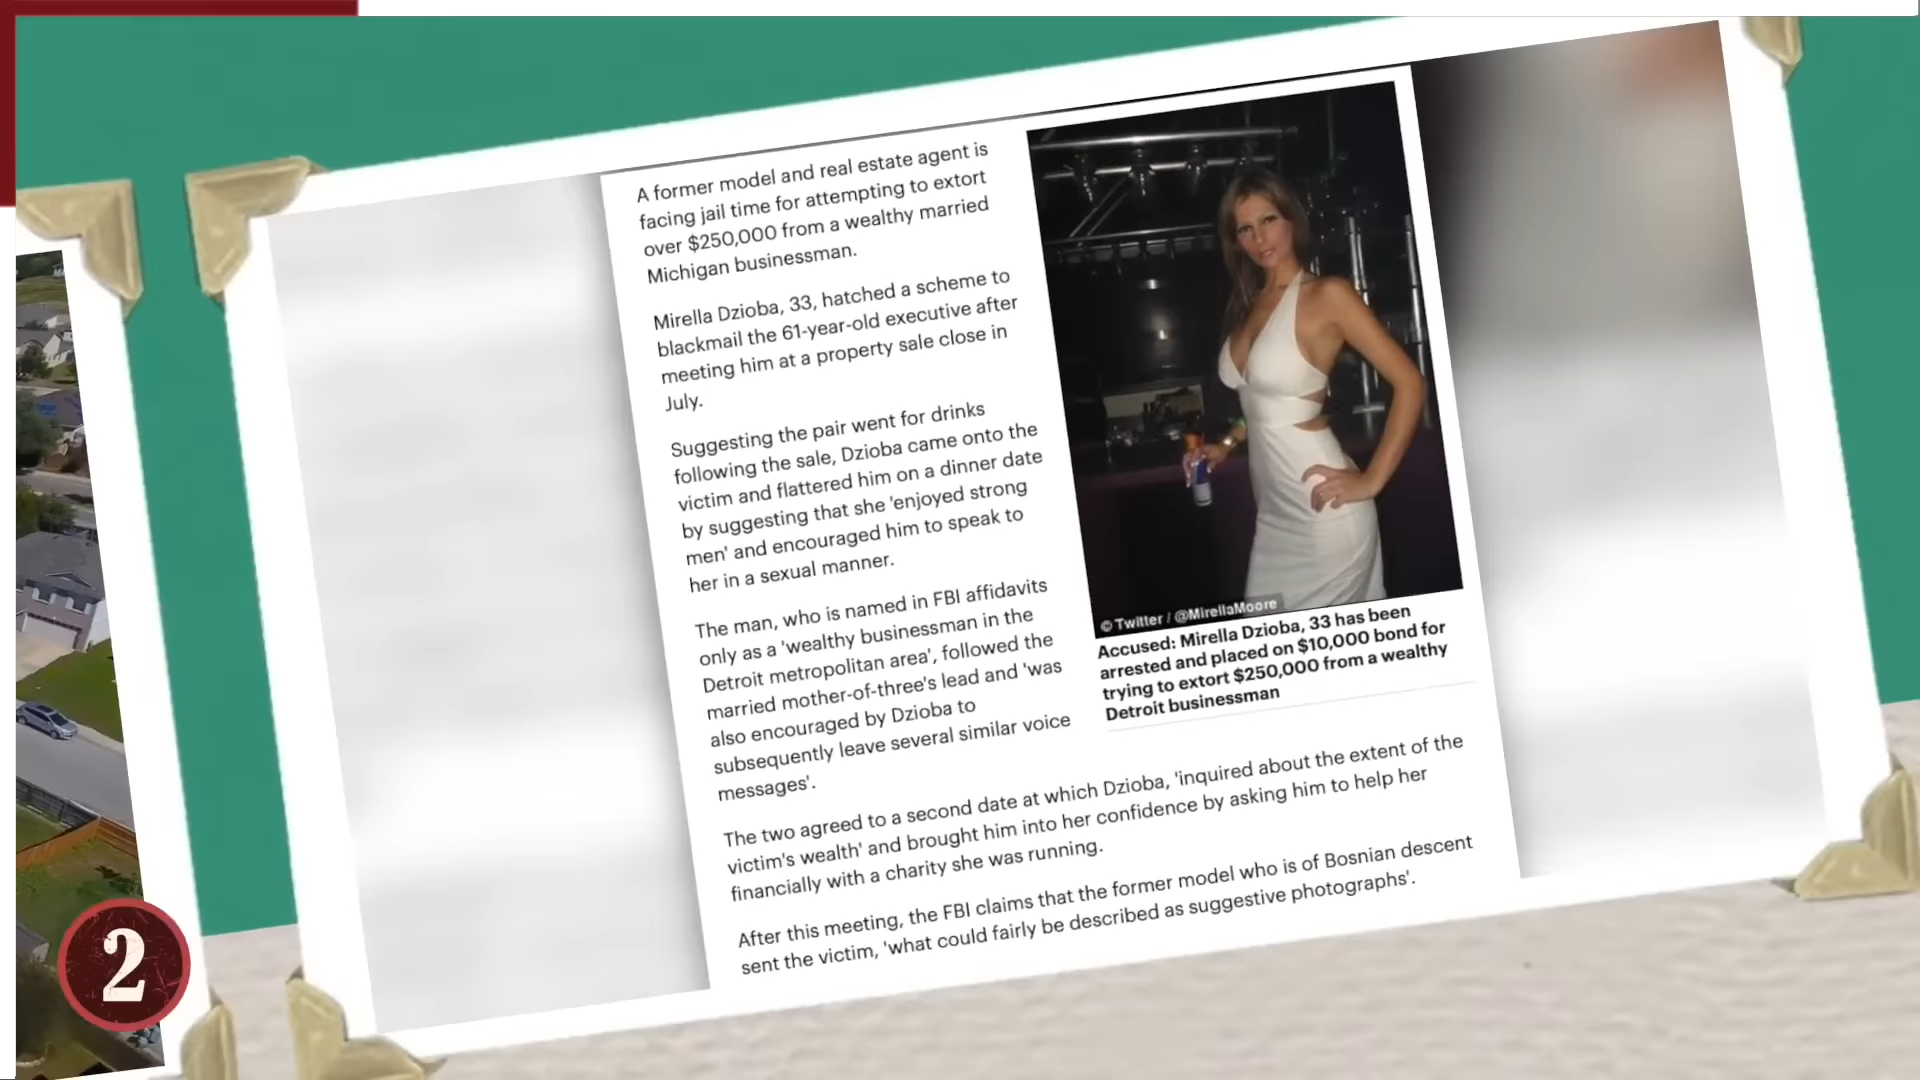 A former model and real estate agent is
facing jail time for attempting to extort
over $250,000 from a wealthy married
Michigan businessman.
Mirella Dzioba, 33, hatched a scheme to
blackmail the 61-year-old executive after
meeting him at a property sale close in
July.
Suggesting the pair went for drinks
following the sale, Dzioba came onto the
victim and flattered him on a dinner date
by suggesting that she 'enjoyed strong
men' and encouraged him to speak to
her in a sexual manner.
The man, who is named in FBI affidavits
only as a 'wealthy businessman in the
Detroit metropolitan area', followed the
married mother-of-three's lead and 'was
also encouraged by Dzioba to
subsequently leave several similar voice
messages'.
© Twitter / @MirellaMoore
Accused: Mirella Dzioba, 33 has been
arrested and placed on $10,000 bond for
trying to extort $250,000 from a wealthy
Detroit businessman
The two agreed to a second date at which Dzioba, 'inquired about the extent of the
victim's wealth' and brought him into her confidence by asking him to help her
financially with a charity she was running.
After this meeting, the FBI claims that the former model who is of Bosnian descent
sent the victim, 'what could fairly be described as suggestive photographs'.
2